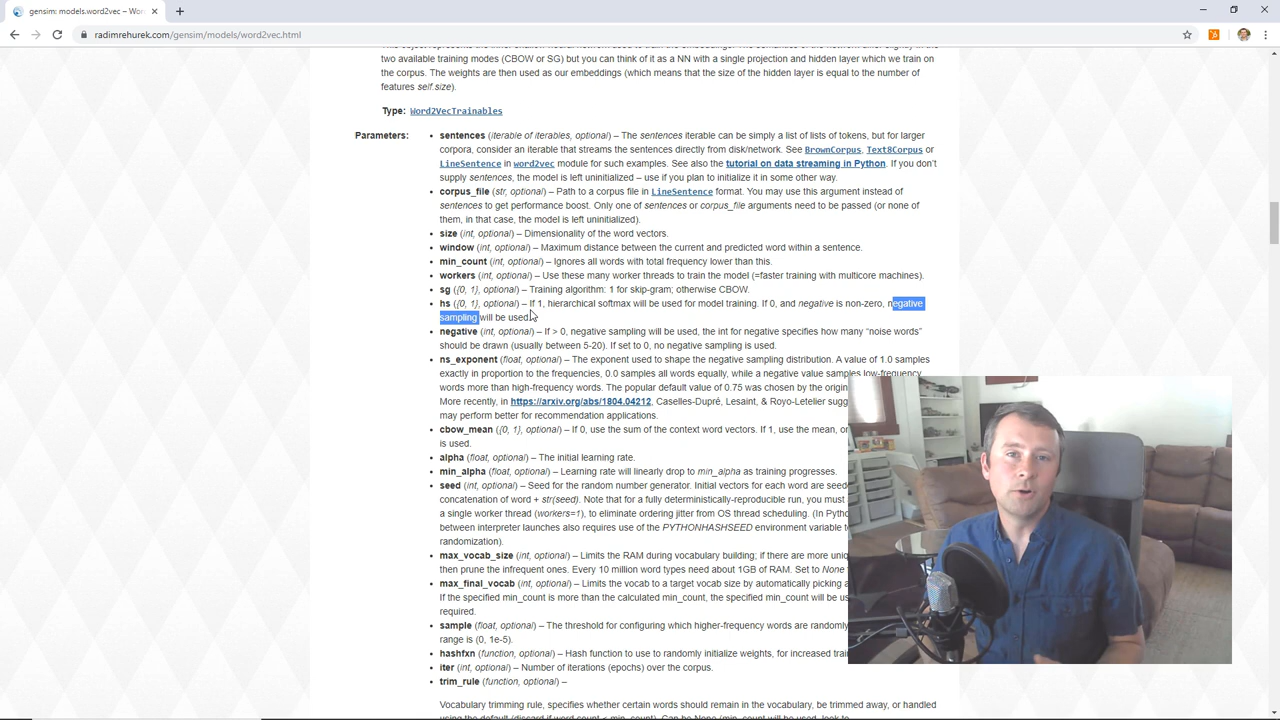 gensim: models.word2vec – Wor
radimrehurek.com/gensim/models/word2vec.html
two available training modes (CBOW or SG) but you can think of it as a NN with a single projection and hidden layer which we train on
the corpus. The weights are then used as our embeddings (which means that the size of the hidden layer is equal to the number of
features self.size).
Type: Word2VecTrainables
Parameters:
• sentences (iterable of iterables, optional) – The sentences iterable can be simply a list of lists of tokens, but for larger
corpora, consider an iterable that streams the sentences directly from disk/network. See BrownCorpus, Text8Corpus or
LineSentence in word2vec module for such examples. See also the tutorial on data streaming in Python. If you don’t
supply sentences, the model is left uninitialized – use if you plan to initialize it in some other way.
• corpus_file (str, optional) – Path to a corpus file in LineSentence format. You may use this argument instead of
sentences to get performance boost. Only one of sentences or corpus_file arguments need to be passed (or none of
them, in that case, the model is left uninitialized).
• size (int, optional) – Dimensionality of the word vectors.
• window (int, optional) – Maximum distance between the current and predicted word within a sentence.
• min_count (int, optional) – Ignores all words with total frequency lower than this.
• workers (int, optional) – Use these many worker threads to train the model (=faster training with multicore machines).
• sg ({0, 1}, optional) – Training algorithm: 1 for skip-gram; otherwise CBOW.
• hs ({0, 1}, optional) – If 1, hierarchical softmax will be used for model training. If 0, and negative is non-zero, negative
sampling will be used.
• negative (int, optional) – If > 0, negative sampling will be used, the int for negative specifies how many “noise words”
should be drawn (usually between 5-20). If set to 0, no negative sampling is used.
• ns_exponent (float, optional) – The exponent used to shape the negative sampling distribution. A value of 1.0 samples
exactly in proportion to the frequencies, 0.0 samples all words equally, while a negative value samples low-frequency
words more than high-frequency words. The popular default value of 0.75 was chosen by the origin
More recently, in https://arxiv.org/abs/1804.04212, Caselles-Dupré, Lesaint, & Royo-Letelier sugg
may perform better for recommendation applications.
• cbow_mean ({0, 1}, optional) – If 0, use the sum of the context word vectors. If 1, use the mean, or
is used.
• alpha (float, optional) – The initial learning rate.
• min_alpha (float, optional) – Learning rate will linearly drop to min_alpha as training progresses.
• seed (int, optional) – Seed for the random number generator. Initial vectors for each word are seed
concatenation of word + str(seed). Note that for a fully deterministically-reproducible run, you must
a single worker thread (workers=1), to eliminate ordering jitter from OS thread scheduling. (In Pytho
between interpreter launches also requires use of the PYTHONHASHSEED environment variable t
randomization).
• max_vocab_size (int, optional) – Limits the RAM during vocabulary building; if there are more uniq
then prune the infrequent ones. Every 10 million word types need about 1GB of RAM. Set to None
• max_final_vocab (int, optional) – Limits the vocab to a target vocab size by automatically picking a
If the specified min_count is more than the calculated min_count, the specified min_count will be us
required.
• sample (float, optional) – The threshold for configuring which higher-frequency words are randomly
range is (0, 1e-5).
• hashfxn (function, optional) – Hash function to use to randomly initialize weights, for increased trai
• iter (int, optional) – Number of iterations (epochs) over the corpus.
• trim_rule (function, optional) –
Vocabulary trimming rule, specifies whether certain words should remain in the vocabulary, be trimmed away, or handled